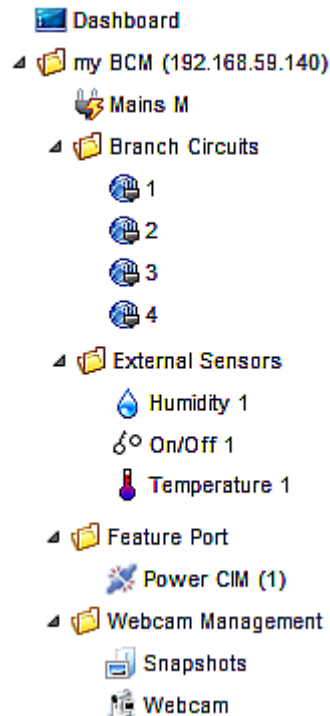 Dashboard
my BCM (192.168.59.140)
Mains M
Branch Circuits
1
2
3
4
External Sensors
Humidity 1
On/Off 1
Temperature 1
Feature Port
Power CIM (1)
Webcam Management
Snapshots
Webcam